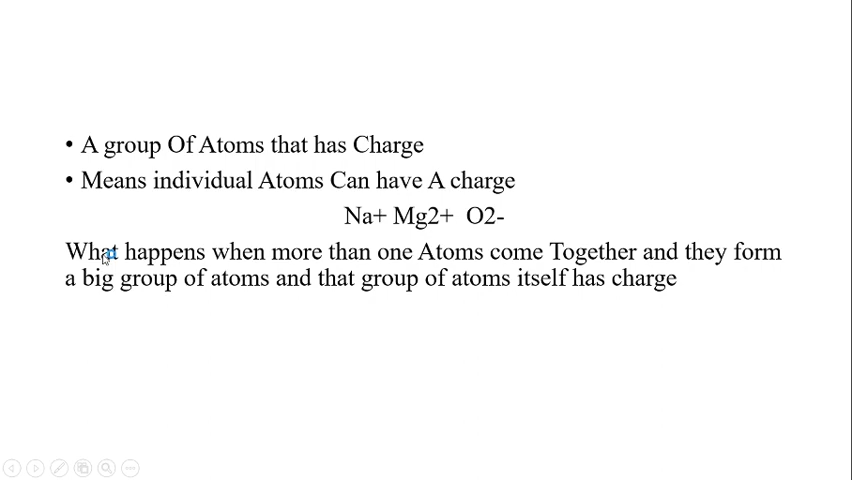 • A group Of Atoms that has Charge
• Means individual Atoms Can have A charge
Na+ Mg2+ O2-
What happens when more than one Atoms come Together and they form
a big group of atoms and that group of atoms itself has charge